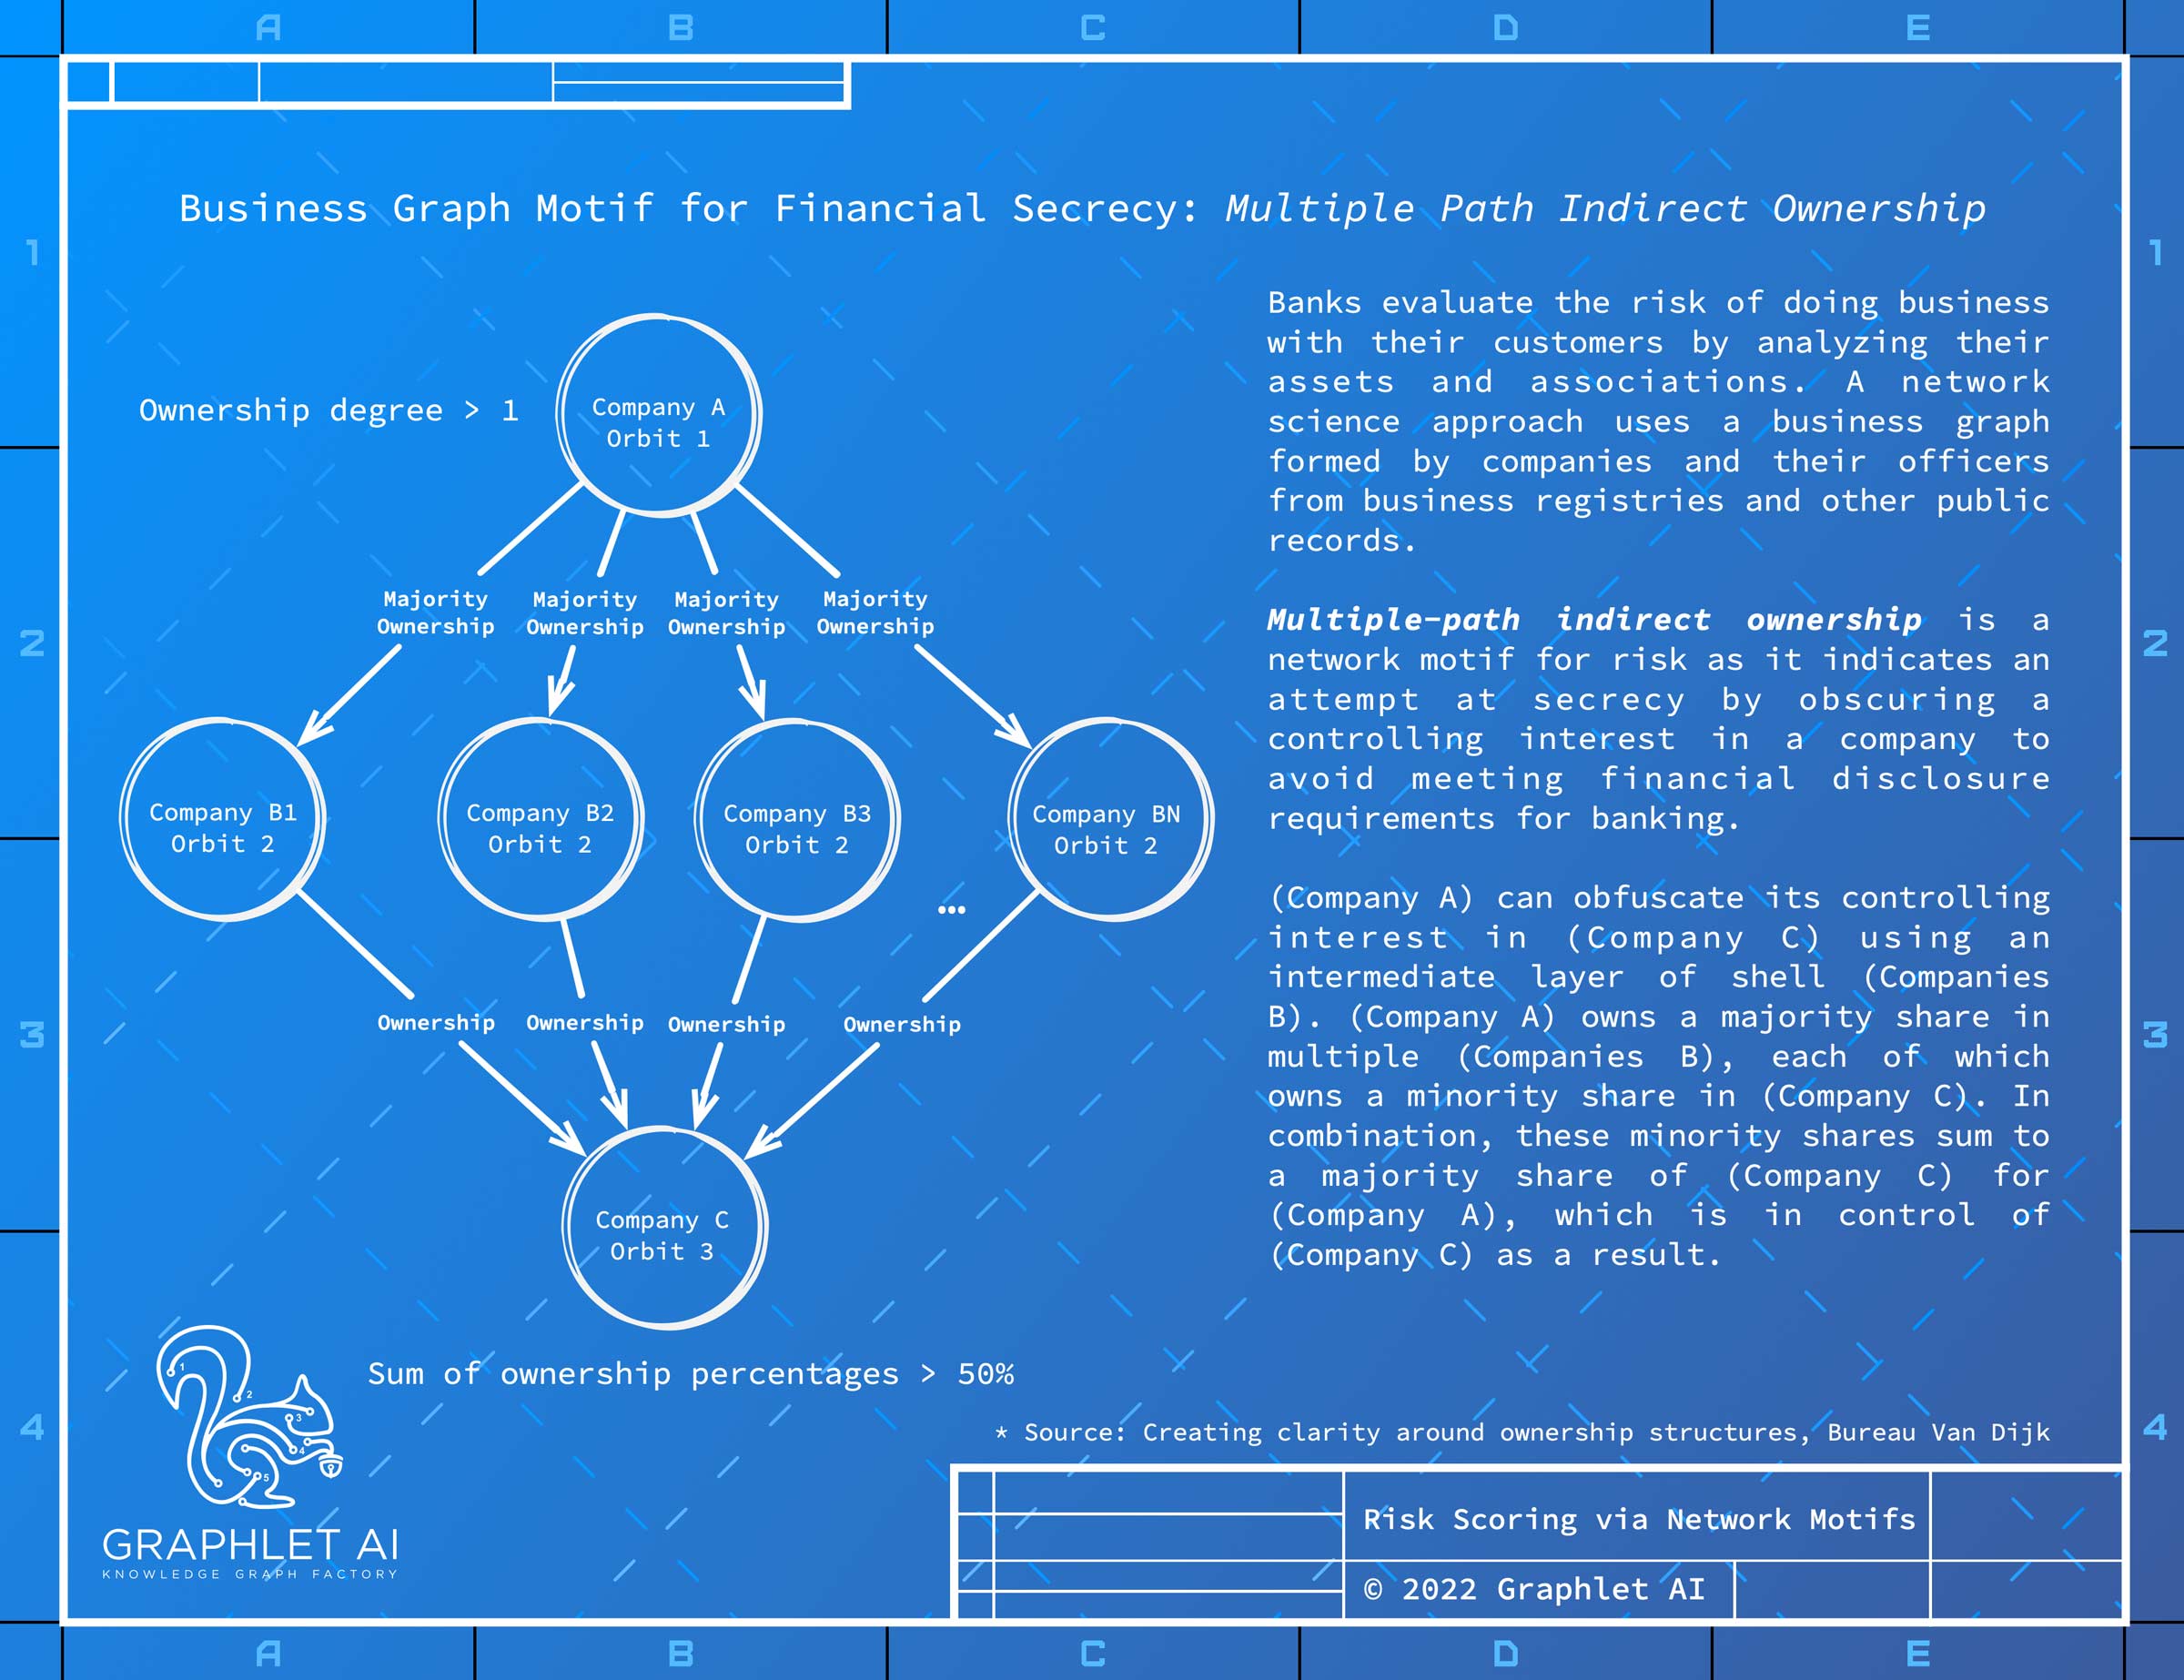 A B C D E
1 1
Business Graph Motif for Financial Secrecy: Multiple Path Indirect Ownership
Ownership degree > 1
Company A
Orbit 1
Majority Ownership
Majority Ownership
Majority Ownership
Majority Ownership
2 2
Company B1
Orbit 2
Company B2
Orbit 2
Company B3
Orbit 2
...
Company BN
Orbit 2
Ownership Ownership Ownership Ownership
3 3
Company C
Orbit 3
Sum of ownership percentages > 50%
Banks evaluate the risk of doing business
with their customers by analyzing their
assets and associations. A network
science approach uses a business graph
formed by companies and their officers
from business registries and other public
records.
Multiple-path indirect ownership is a
network motif for risk as it indicates an
attempt at secrecy by obscuring a
controlling interest in a company to
avoid meeting financial disclosure
requirements for banking.
(Company A) can obfuscate its controlling
interest in (Company C) using an
intermediate layer of shell (Companies
B). (Company A) owns a majority share in
multiple (Companies B), each of which
owns a minority share in (Company C). In
combination, these minority shares sum to
a majority share of (Company C) for
(Company A), which is in control of
(Company C) as a result.
4 4
* Source: Creating clarity around ownership structures, Bureau Van Dijk
1
2
3
4
5
GRAPHLET AI
KNOWLEDGE GRAPH FACTORY
Risk Scoring via Network Motifs
© 2022 Graphlet AI
A B C D E